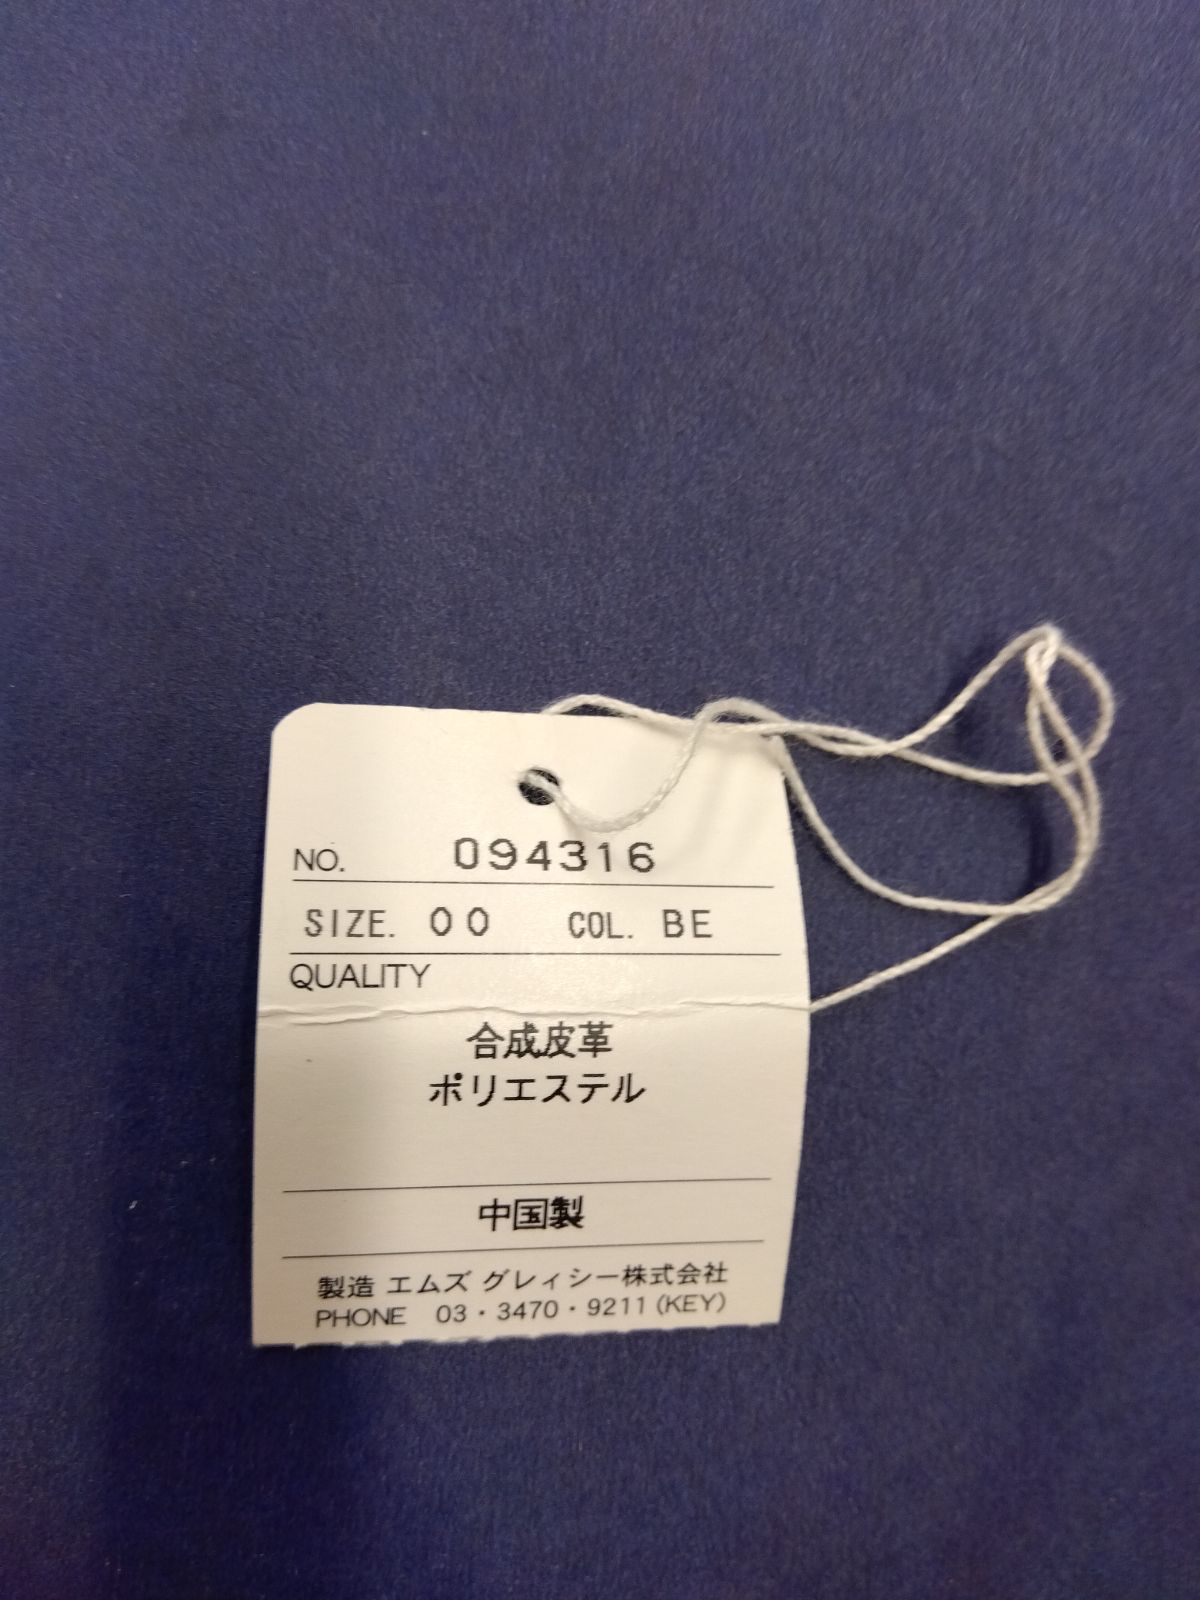 NO. 094316
SIZE. 00 COL. BE
QUALITY
合成皮革
ポリエステル
中国製
製造 エムズ グレィシー株式会社
PHONE 03・3470・9211(KEY)